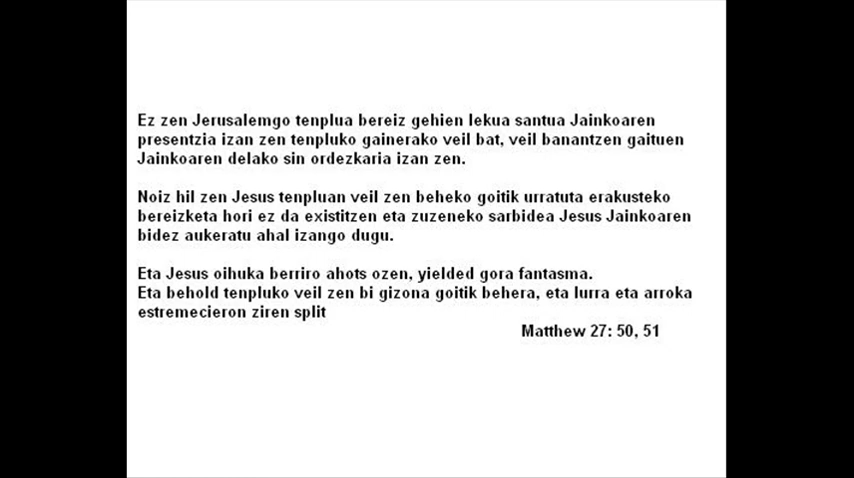 Ez zen Jerusalemgo tenplua bereiz gehien lekua santua Jainkoaren
presentzia izan zen tenpluko gainerako veil bat, veil banantzen gaituen
Jainkoaren delako sin ordezkaria izan zen.
Noiz hil zen Jesus tenpluan veil zen beheko goitik urratuta erakusteko
bereizketa hori ez da existitzen eta zuzeneko sarbidea Jesus Jainkoaren
bidez aukeratu ahal izango dugu.
Eta Jesus oihuka berriro ahots ozen, yielded gora fantasma.
Eta behold tenpluko veil zen bi gizona goitik behera, eta lurra eta arroka
estremecieron ziren split
Matthew 27: 50, 51